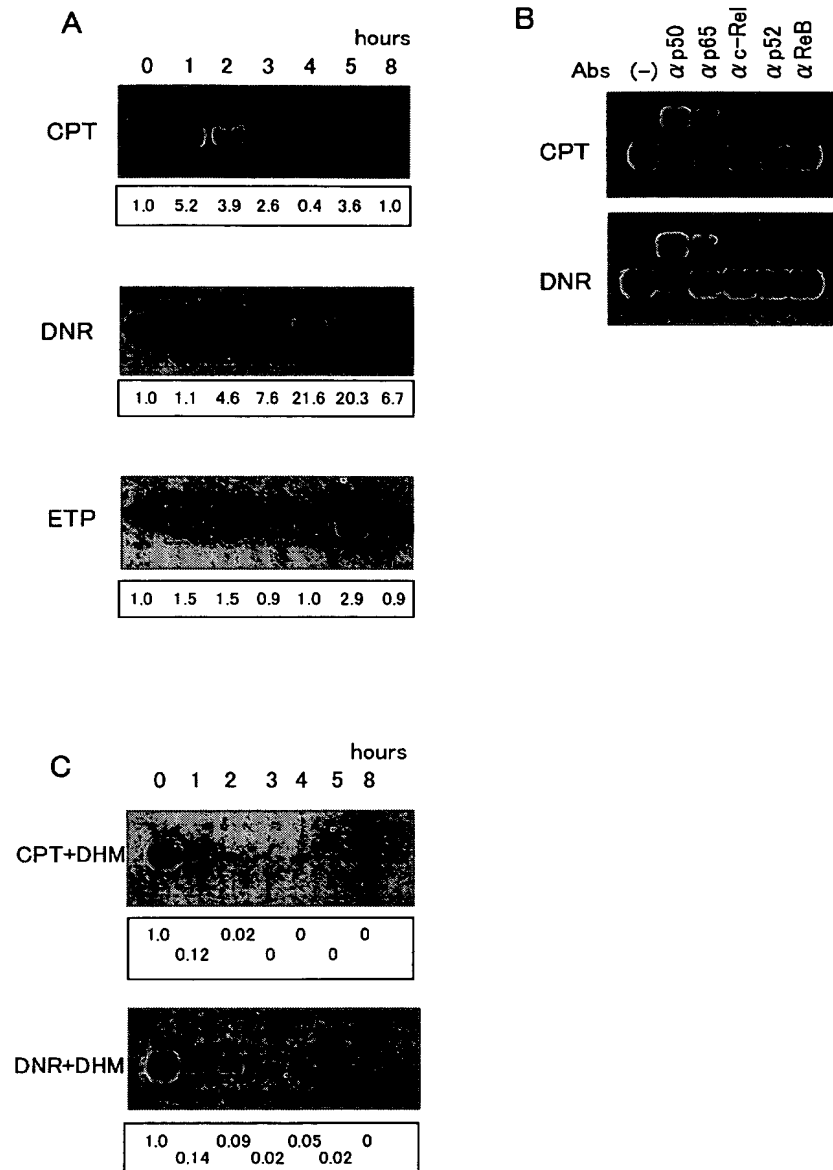 A
hours
0 1 2 3 4 5 8
CPT
1.0 5.2 3.9 2.6 0.4 3.6 1.0
DNR
1.0 1.1 4.6 7.6 21.6 20.3 6.7
ETP
1.0 1.5 1.5 0.9 1.0 2.9 0.9
B
Abs (-) αp50 αp65 αc-Rel αp52 αReB
CPT
DNR
C
hours
0 1 2 3 4 5 8
CPT+DHM
1.0 0.02 0 0
0.12 0 0
DNR+DHM
1.0 0.09 0.05 0
0.14 0.02 0.02